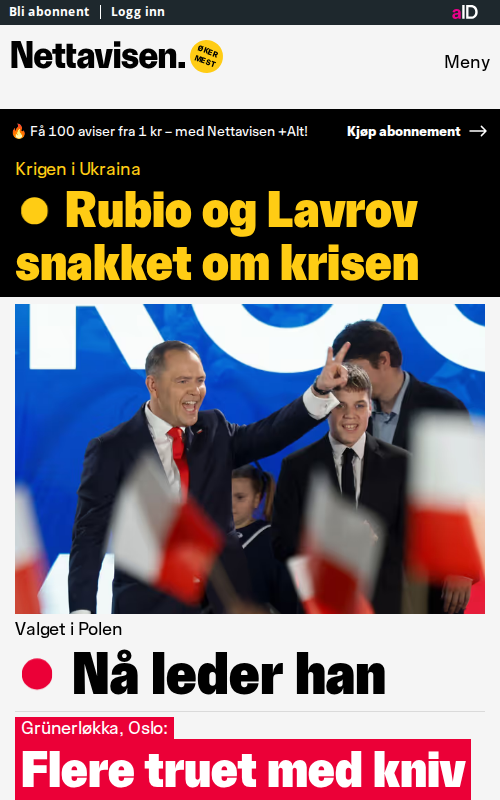 Bli abonnent | Logg inn
aID
Nettavisen.
ØKER
MEST
Meny
Få 100 aviser fra 1 kr – med Nettavisen +Alt!
Kjøp abonnement →
Krigen i Ukraina
Rubio og Lavrov
snakket om krisen
Valget i Polen
Nå leder han
Grünerløkka, Oslo:
Flere truet med kniv